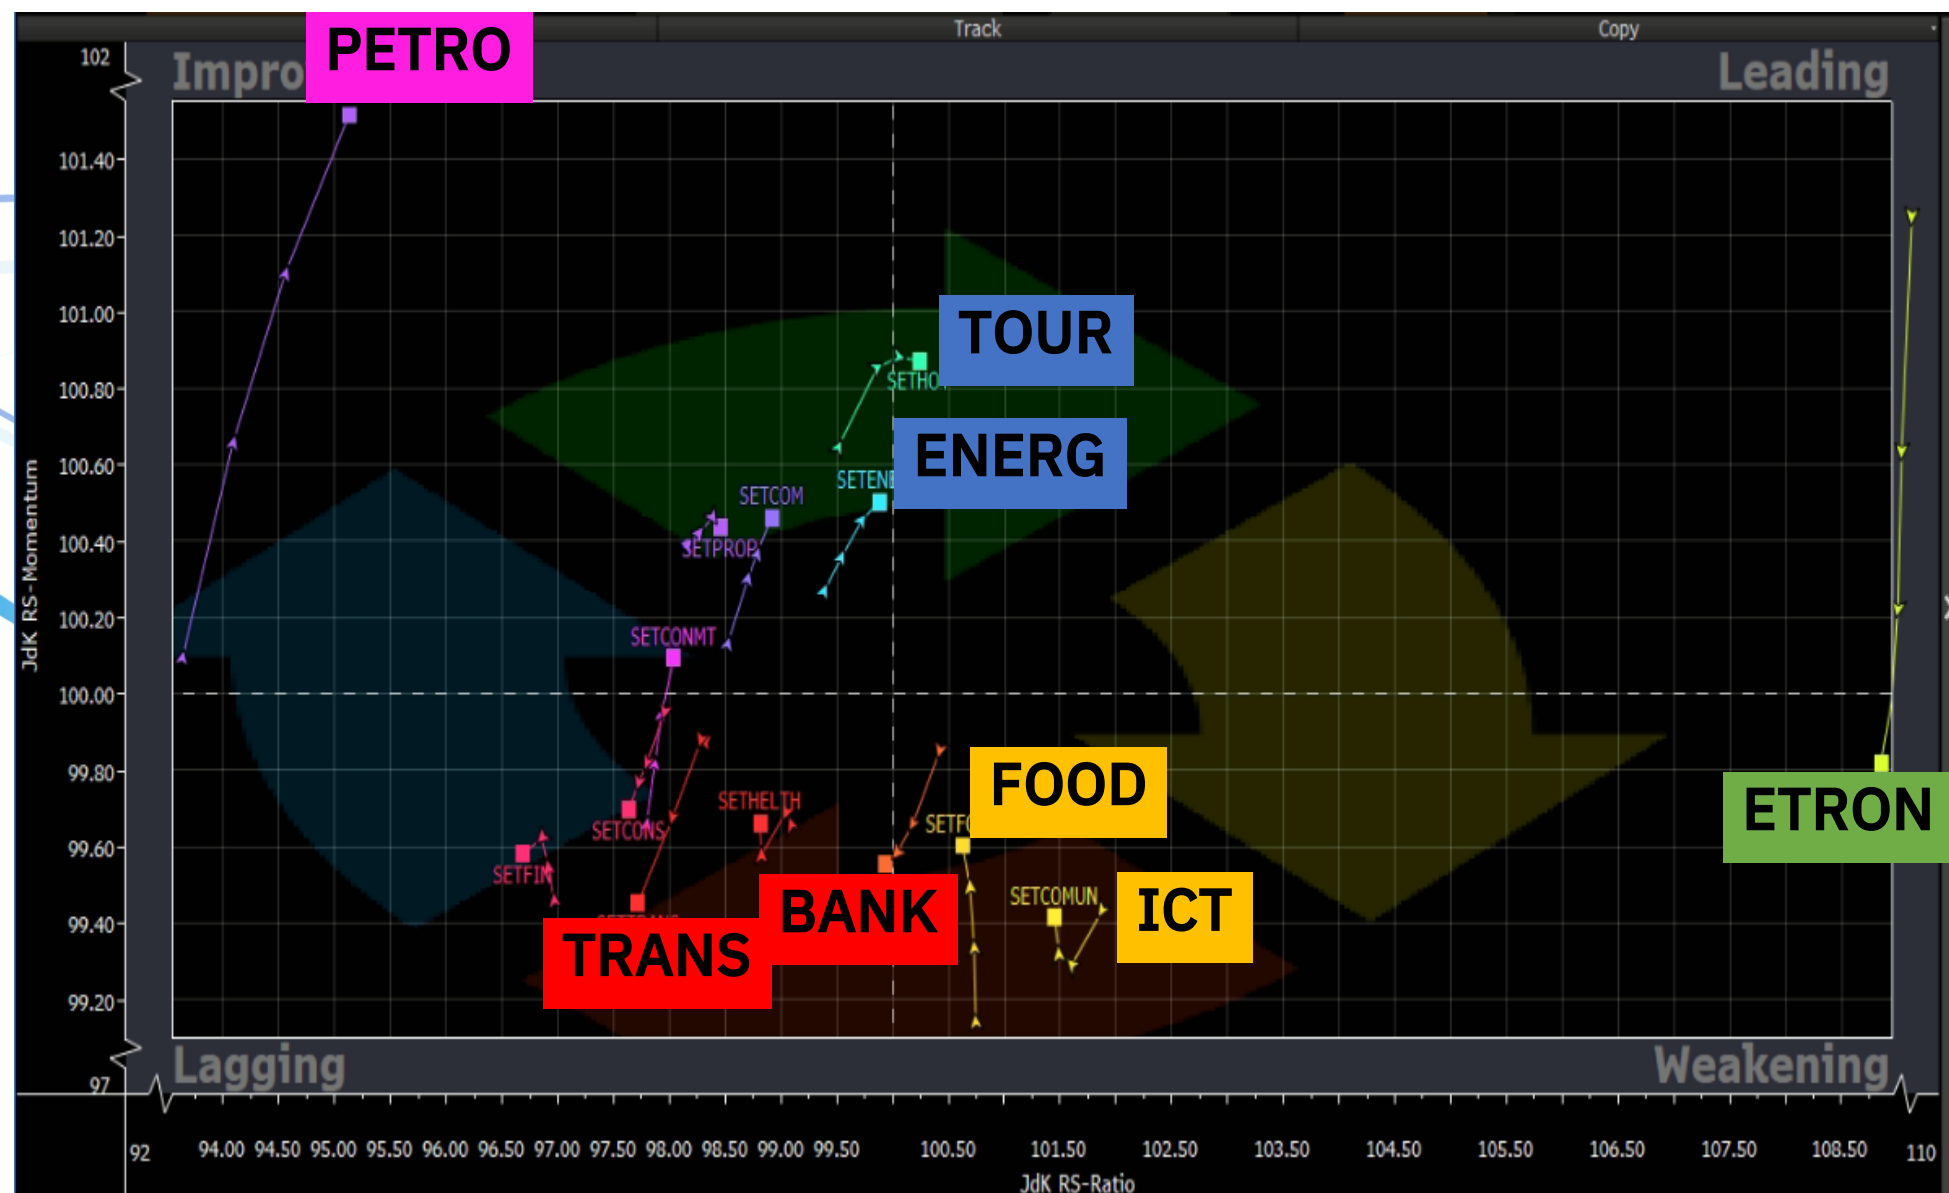 Track
Copy
PETRO
102
Impro
Leading
101.40
101.20
101.00
100.80
100.60
100.40
100.20
100.00
99.80
99.60
99.40
99.20
97
JdK RS-Momentum
TOUR
SETHO
ENERG
SETENE
SETCOM
SETPROP
SETCONMT
SETHELTH
SETCONS
SETFIN
FOOD
SETFO
ETRON
SETCOMUN
ICT
BANK
TRANS
Lagging
Weakening
92
94.00 94.50 95.00 95.50 96.00 96.50 97.00 97.50 98.00 98.50 99.00 99.50 100.50 101.50 102.50 103.50 104.50 105.50 106.50 107.50 108.50
110
JdK RS-Ratio